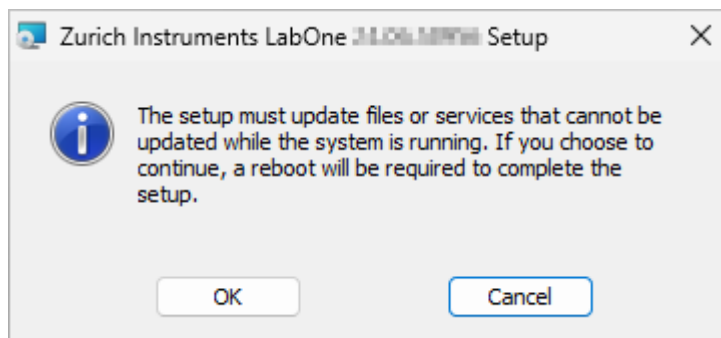 Zurich Instruments LabOne Setup
The setup must update files or services that cannot be
updated while the system is running. If you choose to
continue, a reboot will be required to complete the
setup.
OK
Cancel